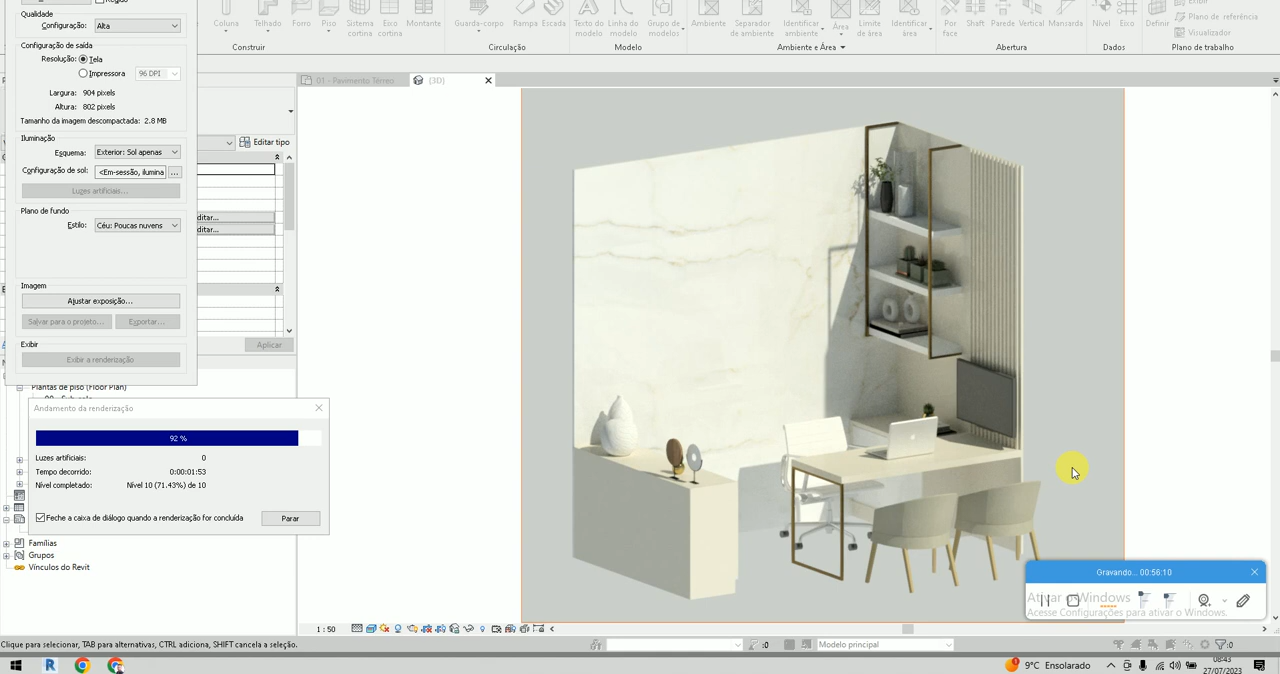 Qualidade
Configuração: Alta
Configuração de saída
Resolução: Tela
Impressora 96 DPI
Largura: 904 pixels
Altura: 802 pixels
Tamanho da imagem descompactada: 2.8 MB
Iluminação
Esquema: Exterior: Sol apenas
Configuração de sol: <Em-sessão, ilumina ...
Luzes artificiais...
Plano de fundo
Estilo: Céu: Poucas nuvens
Imagem
Ajustar exposição...
Salvar para o projeto... Exportar...
Exibir
Exibir a renderização
Coluna Telhado Forro Piso Sistema cortina Eixo cortina Montante
Construir
Guarda-corpo Rampa Escada
Circulação
Texto do modelo Linha do modelo Grupo de modelos
Modelo
Ambiente Separador de ambiente Identificar ambiente Área Limite de área Identificar área
Ambiente e Área
Por face Shaft Parede Vertical Mansarda
Abertura
Nível Eixo
Dados
Definir Exibir
Plano de referência
Visualizador
Plano de trabalho
01 - Pavimento Térreo
{3D}
Editar tipo
ditar...
ditar...
Aplicar
Plantas de piso (Floor Plan)
Andamento da renderização
92 %
Luzes artificiais: 0
Tempo decorrido: 0:00:01:53
Nível completado: Nível 10 (71.43%) de 10
Feche a caixa de diálogo quando a renderização for concluída
Parar
Famílias
Grupos
Vínculos do Revit
Gravando... 00:56:10
Ativar o Windows
Acesse Configurações para ativar o Windows.
1 : 50
Clique para selecionar, TAB para alternativas, CTRL adiciona, SHIFT cancela a seleção.
:0
Modelo principal
:0
9°C Ensolarado
08:43
27/07/2023